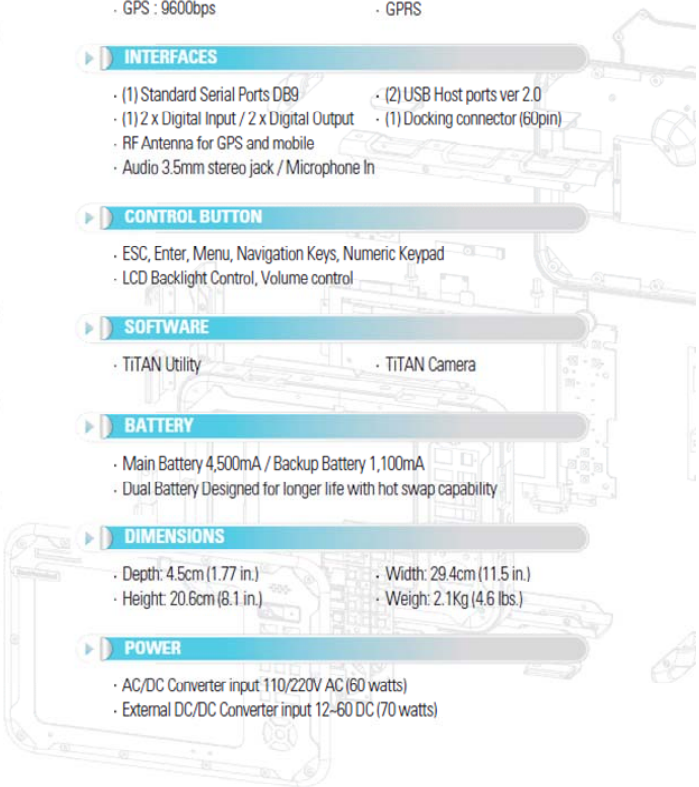 · GPS : 9600bps · GPRS
INTERFACES
· (1) Standard Serial Ports DB9 · (2) USB Host ports ver 2.0
· (1) 2 x Digital Input / 2 x Digital Output · (1) Docking connector (60pin)
· RF Antenna for GPS and mobile
· Audio 3.5mm stereo jack / Microphone In
CONTROL BUTTON
· ESC, Enter, Menu, Navigation Keys, Numeric Keypad
· LCD Backlight Control, Volume control
SOFTWARE
· TiTAN Utility · TiTAN Camera
BATTERY
· Main Battery 4,500mA / Backup Battery 1,100mA
· Dual Battery Designed for longer life with hot swap capability
DIMENSIONS
· Depth: 4.5cm (1.77 in.) · Width: 29.4cm (11.5 in.)
· Height: 20.6cm (8.1 in.) · Weigh: 2.1Kg (4.6 lbs.)
POWER
· AC/DC Converter input 110/220V AC (60 watts)
· External DC/DC Converter input 12~60 DC (70 watts)